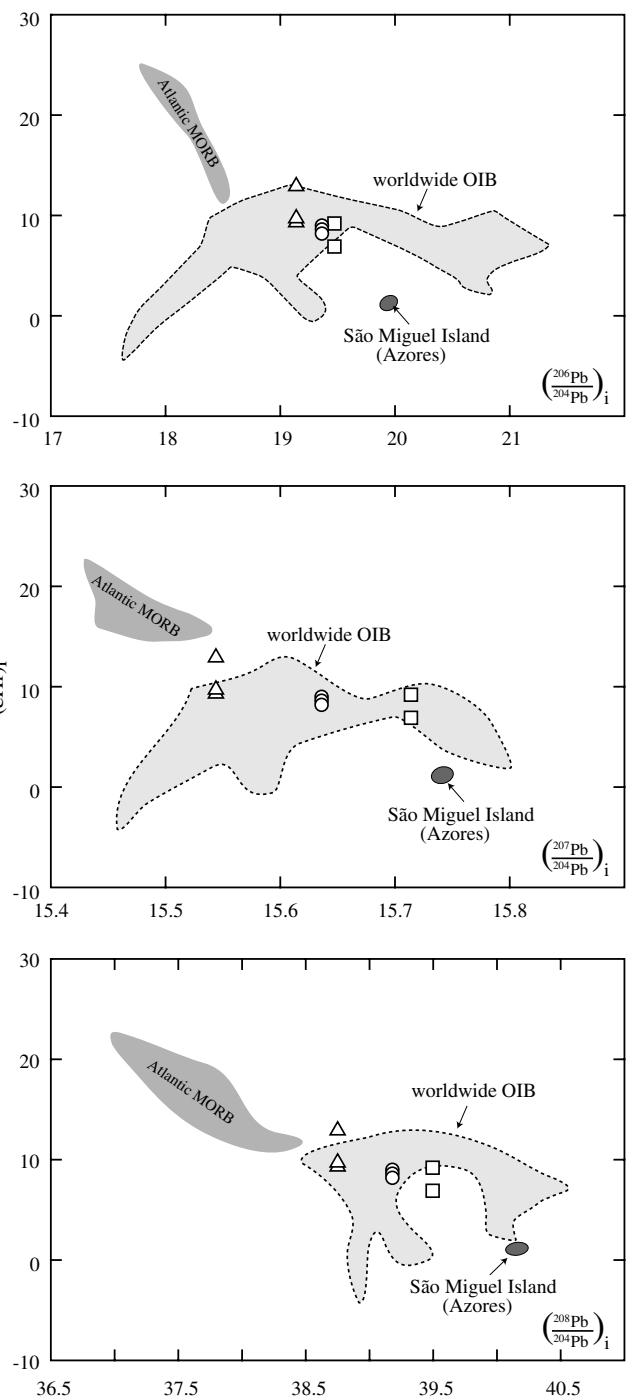 30
20
10
0
-10
Atlantic MORB
worldwide OIB
São Miguel Island
(Azores)
(206Pb/204Pb)i
17 18 19 20 21
30
20
10
0
-10
Atlantic MORB
worldwide OIB
São Miguel Island
(Azores)
(207Pb/204Pb)i
15.4 15.5 15.6 15.7 15.8
30
20
10
0
-10
Atlantic MORB
worldwide OIB
São Miguel Island
(Azores)
(208Pb/204Pb)i
36.5 37.5 38.5 39.5 40.5